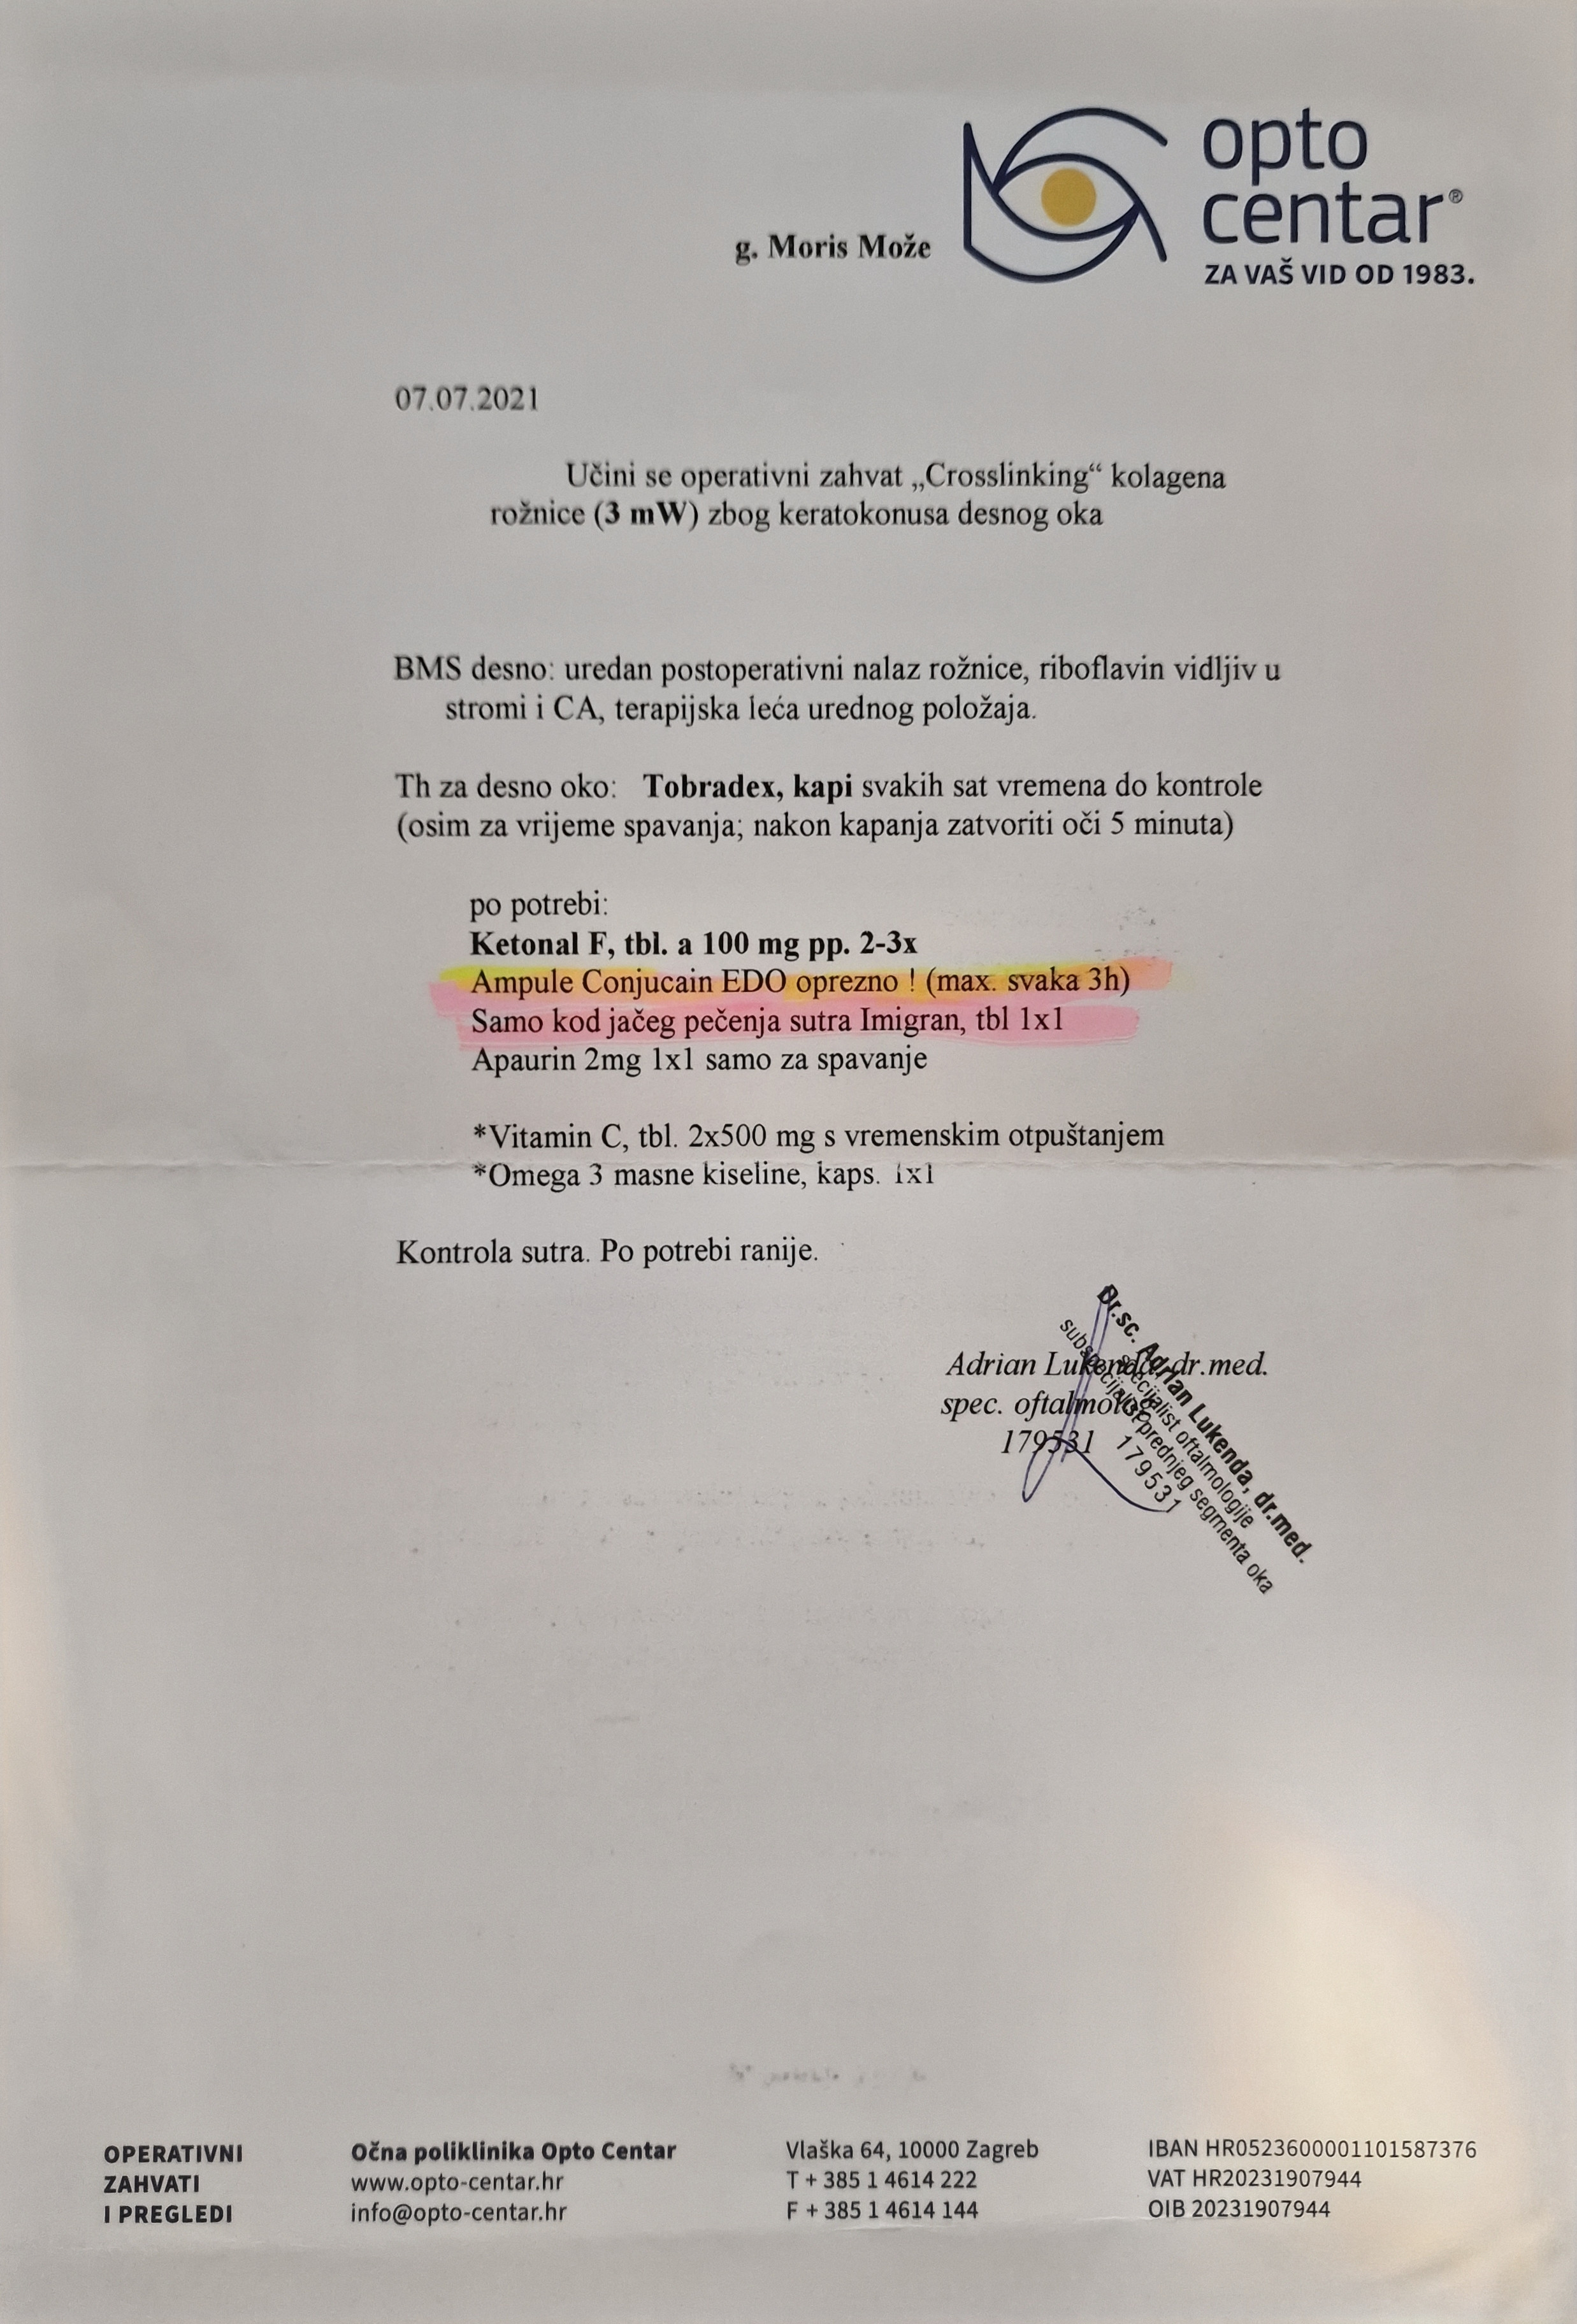 opto
centar®
ZA VAŠ VID OD 1983.
g. Moris Može
07.07.2021
Učini se operativni zahvat „Crosslinking“ kolagena
rožnice (3 mW) zbog keratokonusa desnog oka
BMS desno: uredan postoperativni nalaz rožnice, riboflavin vidljiv u
stromi i CA, terapijska leća urednog položaja.
Th za desno oko: Tobradex, kapi svakih sat vremena do kontrole
(osim za vrijeme spavanja; nakon kapanja zatvoriti oči 5 minuta)
po potrebi:
Ketonal F, tbl. a 100 mg pp. 2-3x
Ampule Conjucain EDO oprezno ! (max. svaka 3h)
Samo kod jačeg pečenja sutra Imigran, tbl 1x1
Apaurin 2mg 1x1 samo za spavanje
*Vitamin C, tbl. 2x500 mg s vremenskim otpuštanjem
*Omega 3 masne kiseline, kaps. 1x1
Kontrola sutra. Po potrebi ranije.
Adrian Lukenda, dr.med.
spec. oftalmolog
179531
Dr.sc. Adrian Lukenda, dr.med.
specijalist oftalmologije
subspecijalist prednjeg segmenta oka
179531
OPERATIVNI
ZAHVATI
I PREGLEDI
Očna poliklinika Opto Centar
www.opto-centar.hr
info@opto-centar.hr
Vlaška 64, 10000 Zagreb
T + 385 1 4614 222
F + 385 1 4614 144
IBAN HR0523600001101587376
VAT HR20231907944
OIB 20231907944